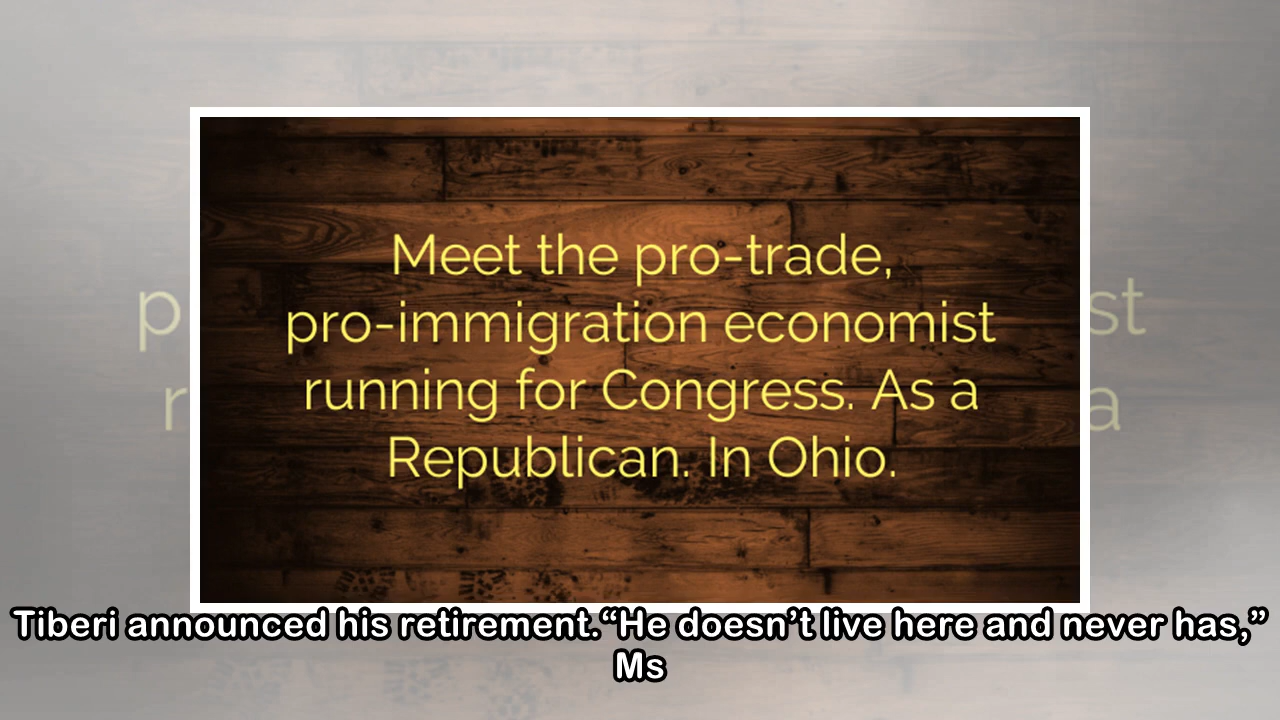 Meet the pro-trade,
pro-immigration economist
running for Congress. As a
Republican. In Ohio.
Tiberi announced his retirement.“He doesn’t live here and never has,”
Ms